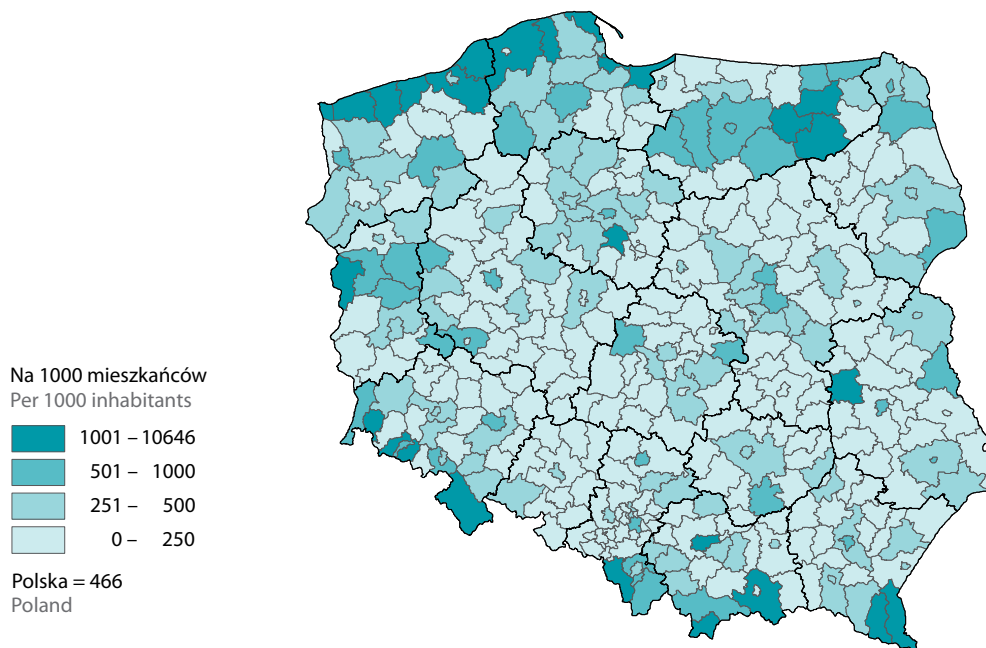 Na 1000 mieszkańców
Per 1000 inhabitants
1001 – 10646
501 – 1000
251 – 500
0 – 250
Polska = 466
Poland